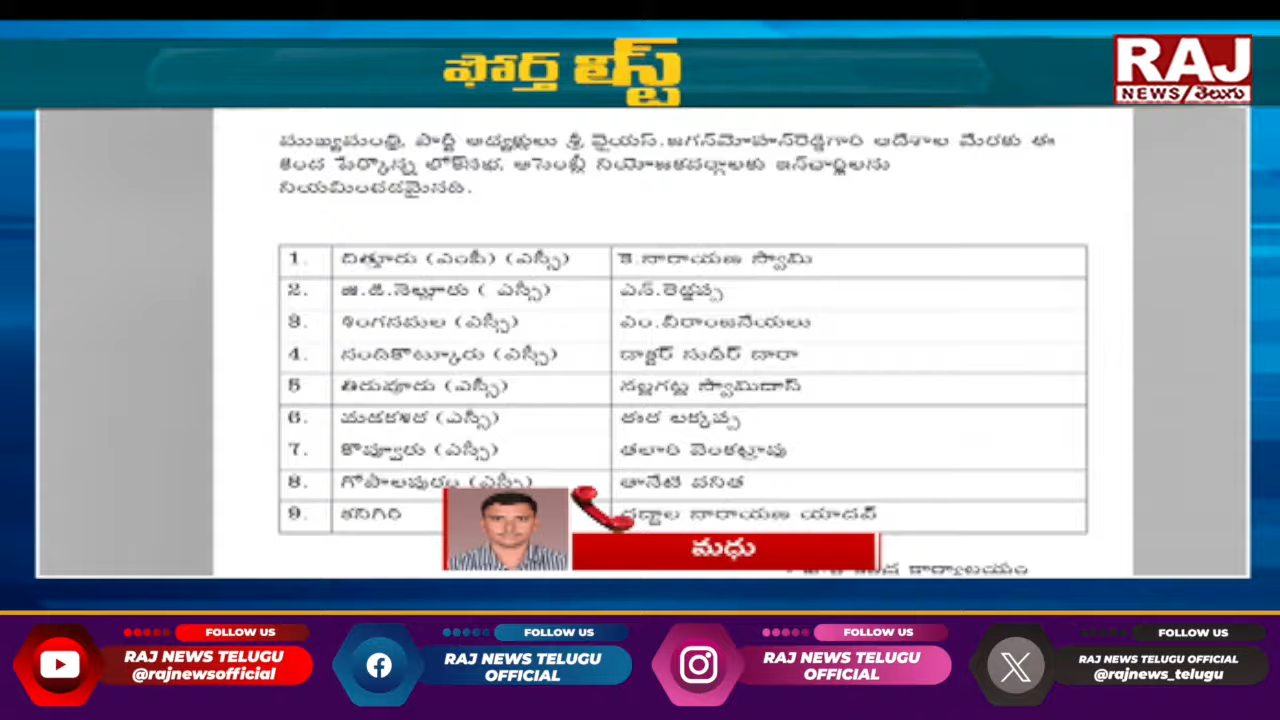 ఫోర్త్ లిస్ట్
RAJ
NEWS తెలుగు
ముఖ్యమంత్రి, పార్టీ అధ్యక్షులు శ్రీ వైయస్.జగన్‌మోహన్‌రెడ్డిగారి ఆదేశాల మేరకు ఈ
కింద పేర్కొన్న లోక్‌సభ, అసెంబ్లీ నియోజకవర్గాలకు ఇన్‌ఛార్జిలను
నియమించడమైనది.
1. చిత్తూరు (ఎంపీ) (ఎస్సీ) కె.నారాయణ స్వామి
2. జి.డి.నెల్లూరు ( ఎస్సీ) ఎన్.రెడ్డప్ప
3. శింగనమల (ఎస్సీ) ఎం.వీరాంజనేయులు
4. నందికొట్కూరు (ఎస్సీ) డాక్టర్ సుధీర్ దారా
5 తిరువూరు (ఎస్సీ) నల్లగట్ల స్వామిదాస్
6. మడకశిర (ఎస్సీ) ఈర లక్కప్ప
7. కొవ్వూరు (ఎస్సీ) తలారి వెంకట్రావు
8. గోపాలపురం (ఎస్సీ) తానేటి వనిత
9. కనిగిరి దద్దాల నారాయణ యాదవ్
మధు
కార్యాలయం
FOLLOW US
RAJ NEWS TELUGU
@rajnewsofficial
FOLLOW US
RAJ NEWS TELUGU
OFFICIAL
FOLLOW US
RAJ NEWS TELUGU
OFFICIAL
FOLLOW US
RAJ NEWS TELUGU OFFICIAL
@rajnews_telugu